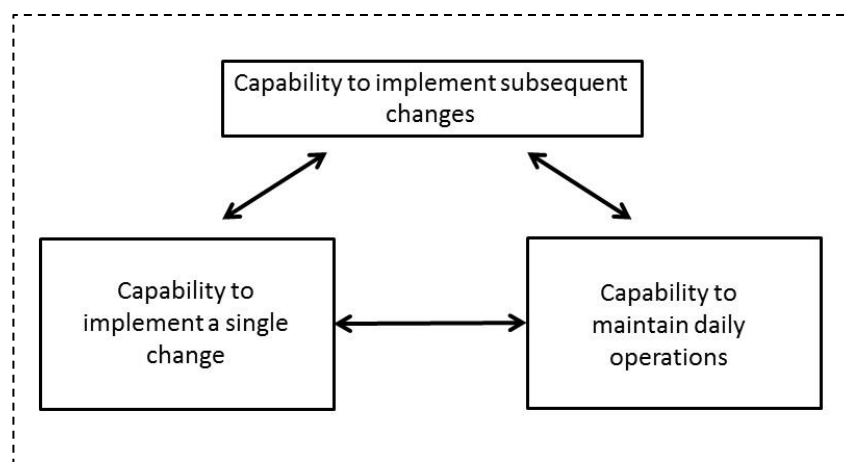 Capability to implement subsequent
changes
Capability to
implement a single
change
Capability to
maintain daily
operations